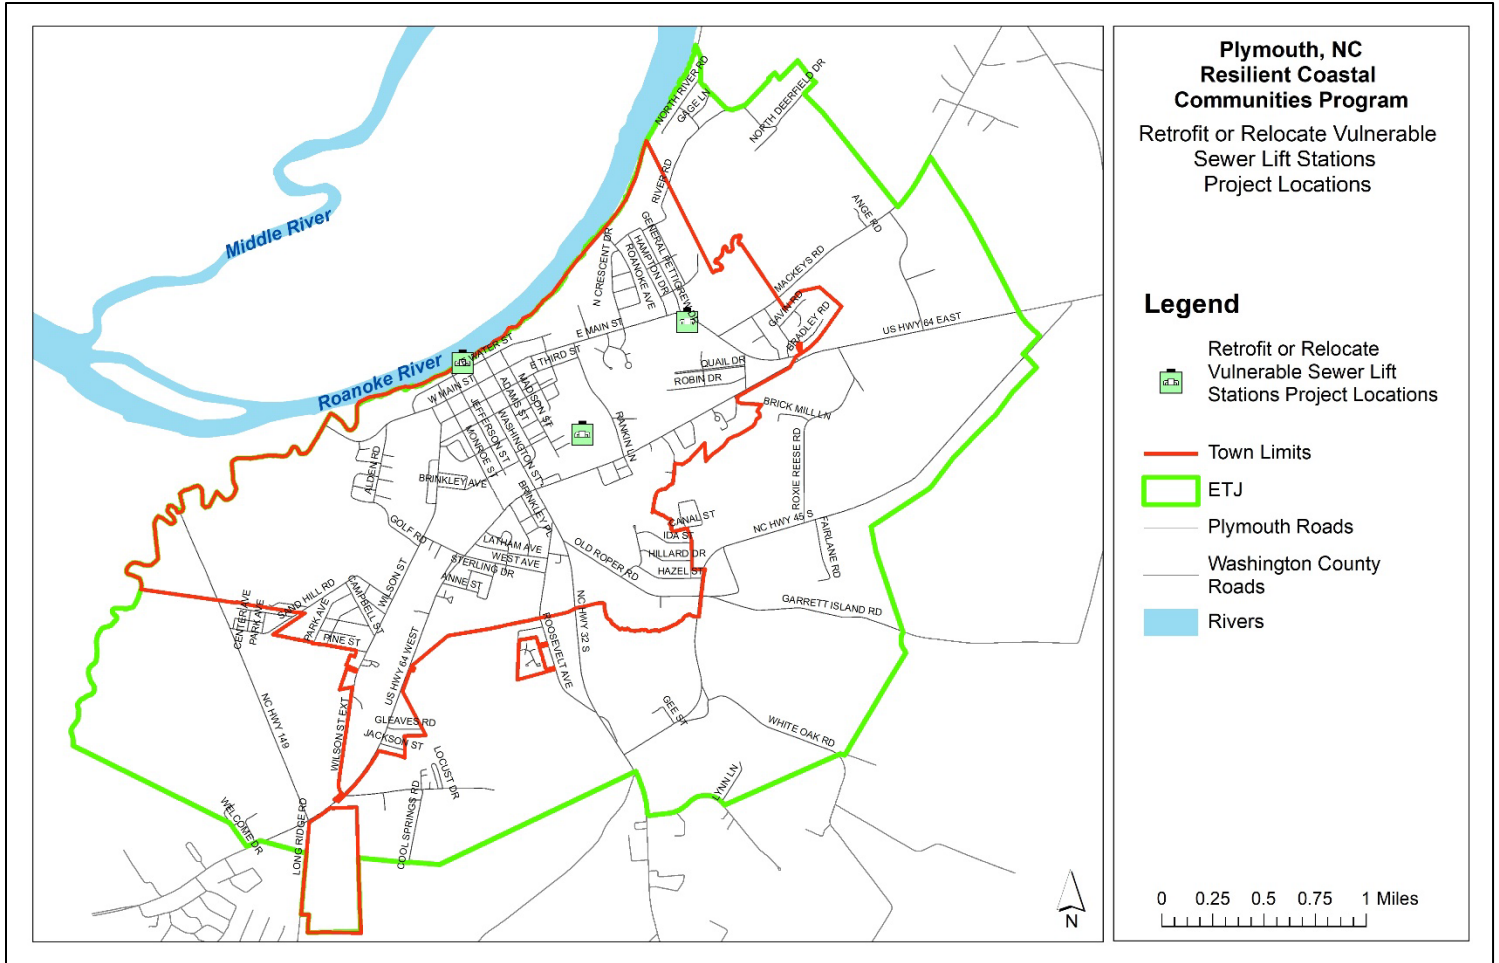 Plymouth, NC
Resilient Coastal
Communities Program
Retrofit or Relocate Vulnerable
Sewer Lift Stations
Project Locations
Legend
Retrofit or Relocate
Vulnerable Sewer Lift
Stations Project Locations
Town Limits
ETJ
Plymouth Roads
Washington County
Roads
Rivers
0 0.25 0.5 0.75 1 Miles
N
Middle River
Roanoke River
NORTH RIVER RD
GAGE LN
NORTH DEERFIELD DR
RIVER RD
ANGE RD
GENERAL PETTIGREW DR
HAMPTON DR
ROANOKE AVE
N CRESCENT DR
MACKEYS RD
GAVIN RD
BRADLEY RD
US HWY 64 EAST
E MAIN ST
WATER ST
E THIRD ST
W MAIN ST
QUAIL DR
ROBIN DR
MADISON ST
ADAMS ST
WASHINGTON ST
JEFFERSON ST
MONROE ST
RANKIN LN
BRICK MILL LN
ROXIE REESE RD
ALDEN RD
BRINKLEY AVE
BRINKLEY PL
GOLF RD
CANAL ST
IDA ST
HILLARD DR
HAZEL ST
NC HWY 45 S
FAIRLANE RD
LATHAM AVE
WEST AVE
STERLING DR
ANNE ST
OLD ROPER RD
GARRETT ISLAND RD
WILSON ST
CAMPBELL ST
SAND HILL RD
PARK AVE
CENTER AVE
PARK AVE
PINE ST
NC HWY 32 S
ROOSEVELT AVE
US HWY 64 WEST
NC HWY 149
WILSON ST EXT
GLEAVES RD
JACKSON ST
LOCUST DR
GEE ST
WHITE OAK RD
LYNN LN
COOL SPRINGS RD
LONG RIDGE RD
WELCOME DR